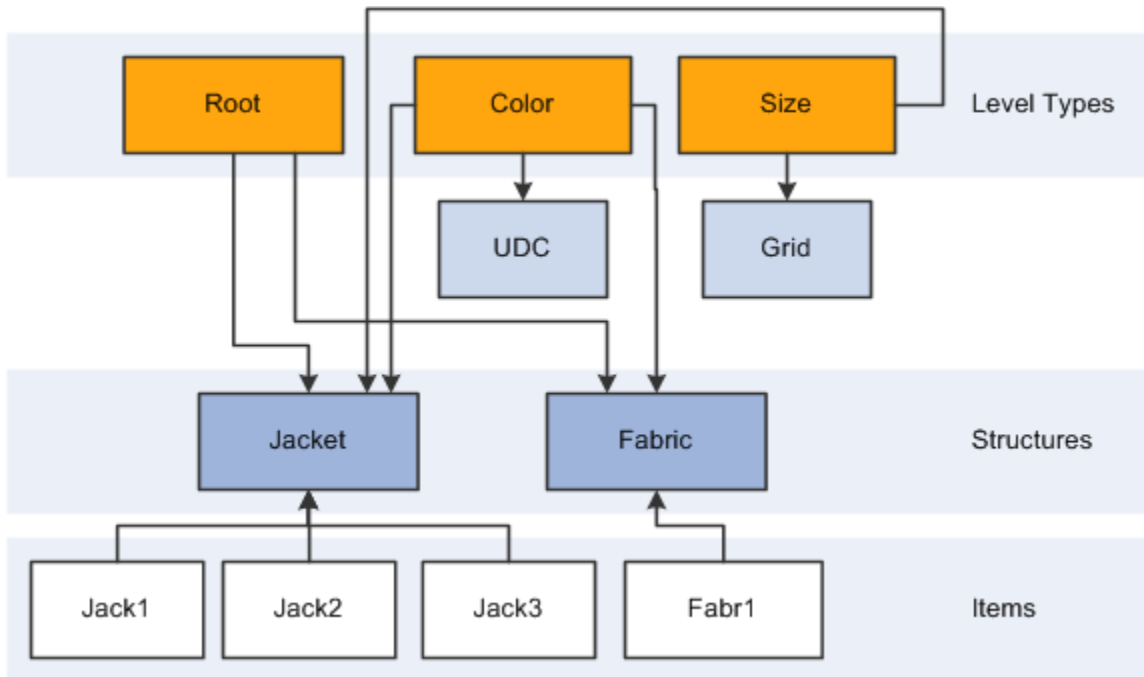 Root
Color
Size
Level Types
UDC
Grid
Jacket
Fabric
Structures
Jack1
Jack2
Jack3
Fabr1
Items